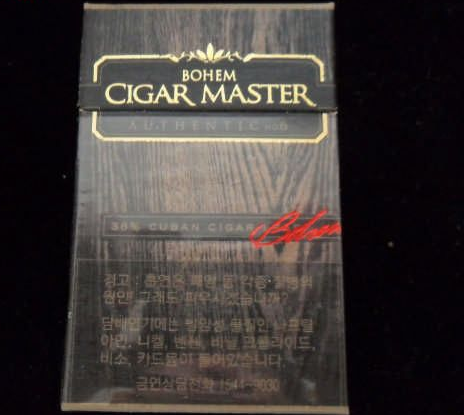 BOHEM
CIGAR MASTER
AUTHENTIC
36% CUBAN CIGAR
Bohem
경고 : 흡연은 폐암 등 각종 질병의
원인! 그래도 피우시겠습니까?
담배연기에는 발암성 물질인 나프틸
아민, 니켈, 벤젠, 비닐 크롤라이드,
비소, 카드뮴이 들어있습니다.
금연상담전화 1544-9030